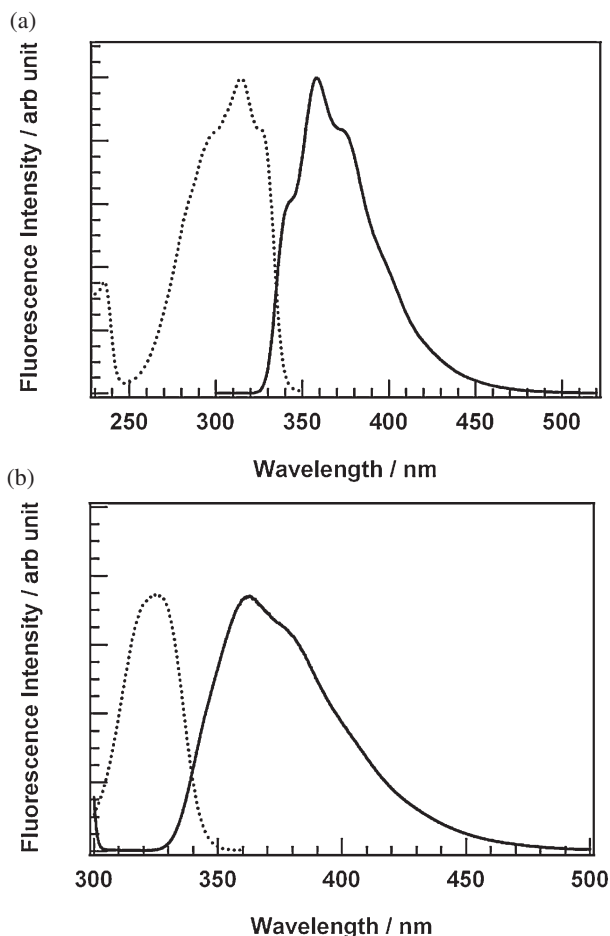 (a)
Fluorescence Intensity / arb unit
250 300 350 400 450 500
Wavelength / nm
(b)
Fluorescence Intensity / arb unit
300 350 400 450 500
Wavelength / nm